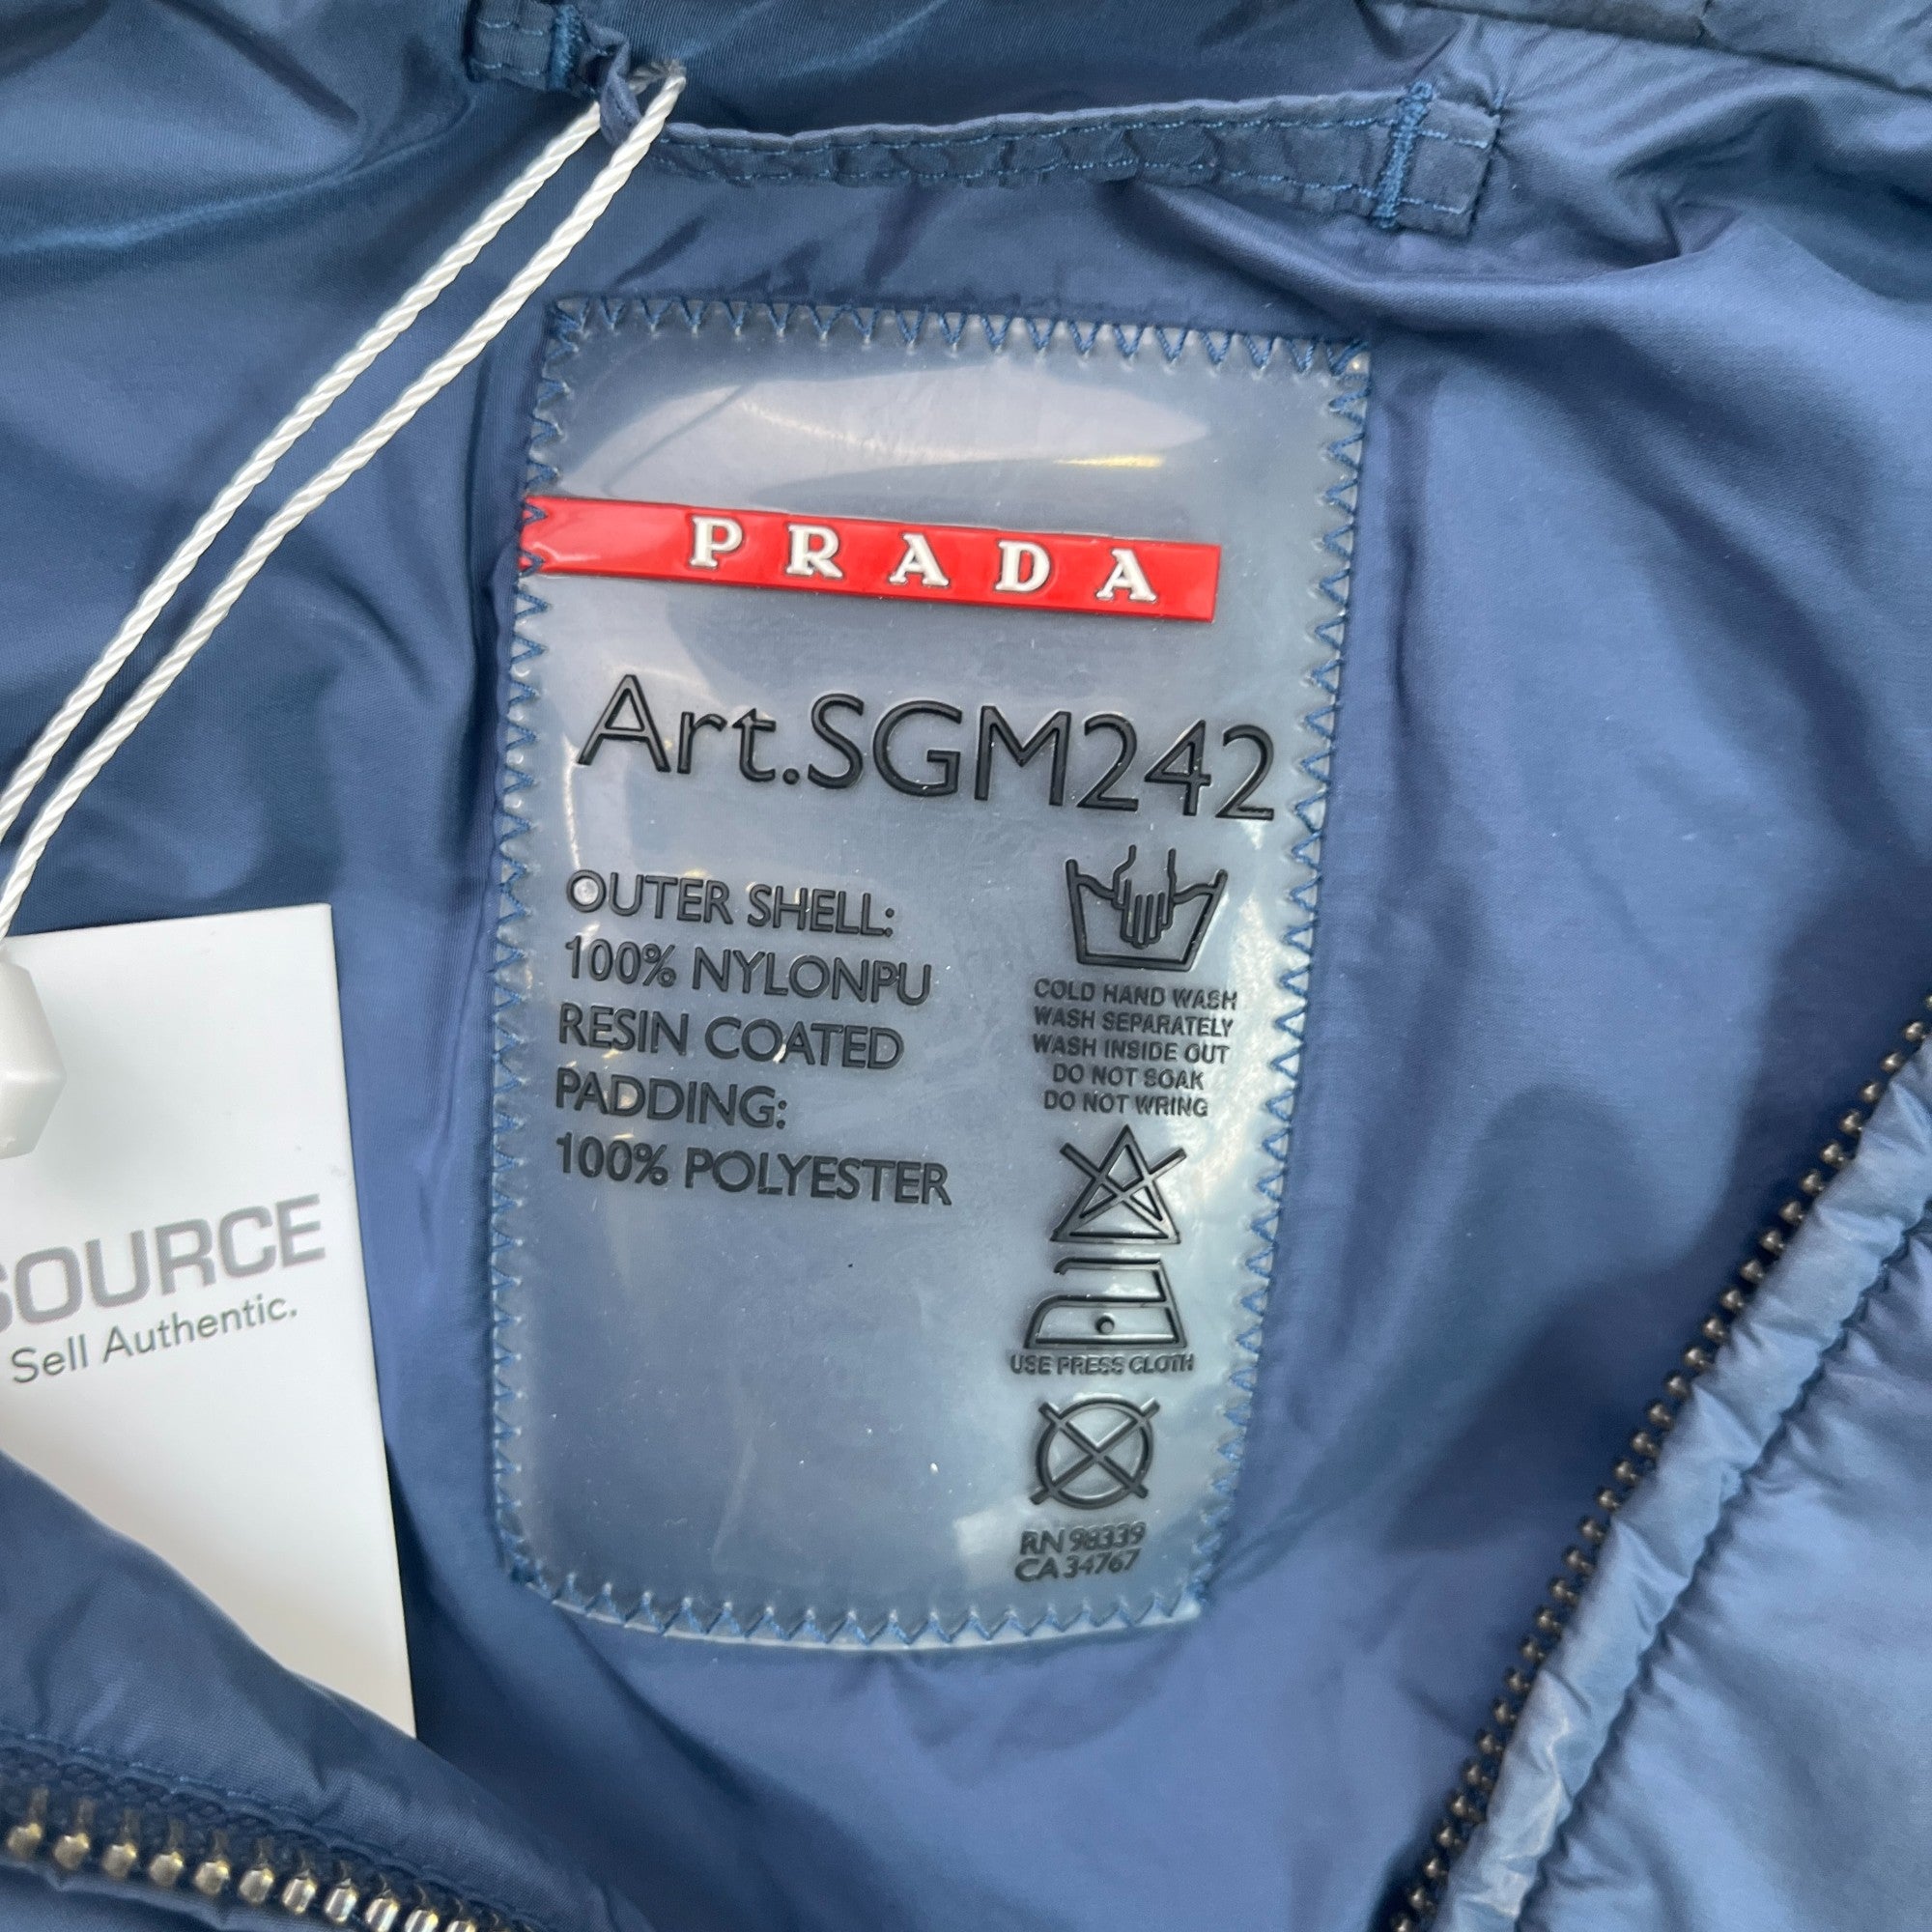 PRADA
Art.SGM242
OUTER SHELL:
100% NYLONPU
RESIN COATED
PADDING:
100% POLYESTER
COLD HAND WASH
WASH SEPARATELY
WASH INSIDE OUT
DO NOT SOAK
DO NOT WRING
USE PRESS CLOTH
RN 98339
CA 34767
SOURCE
Sell Authentic.